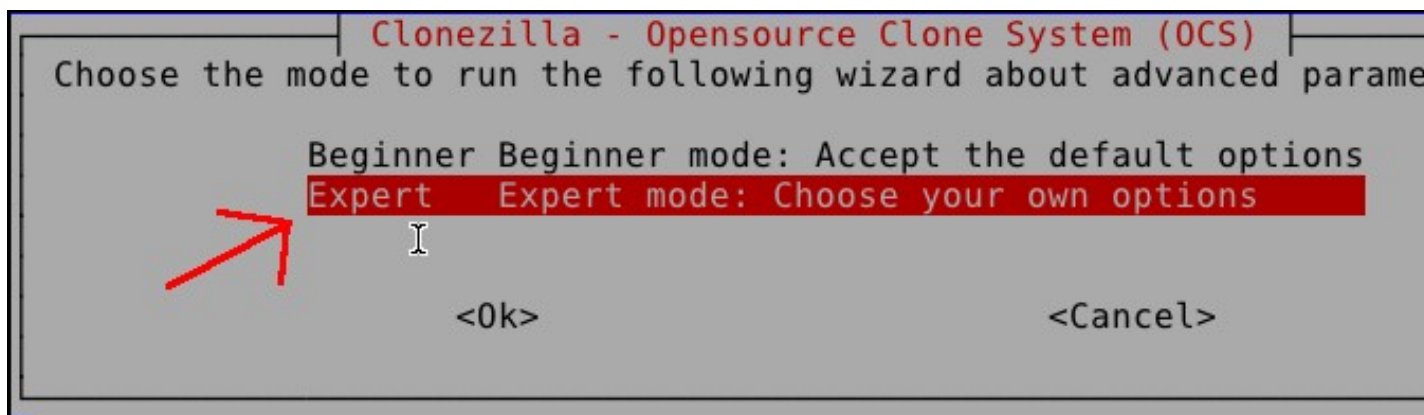 Clonezilla - Opensource Clone System (OCS)
Choose the mode to run the following wizard about advanced parame
Beginner Beginner mode: Accept the default options
Expert Expert mode: Choose your own options
<Ok> <Cancel>